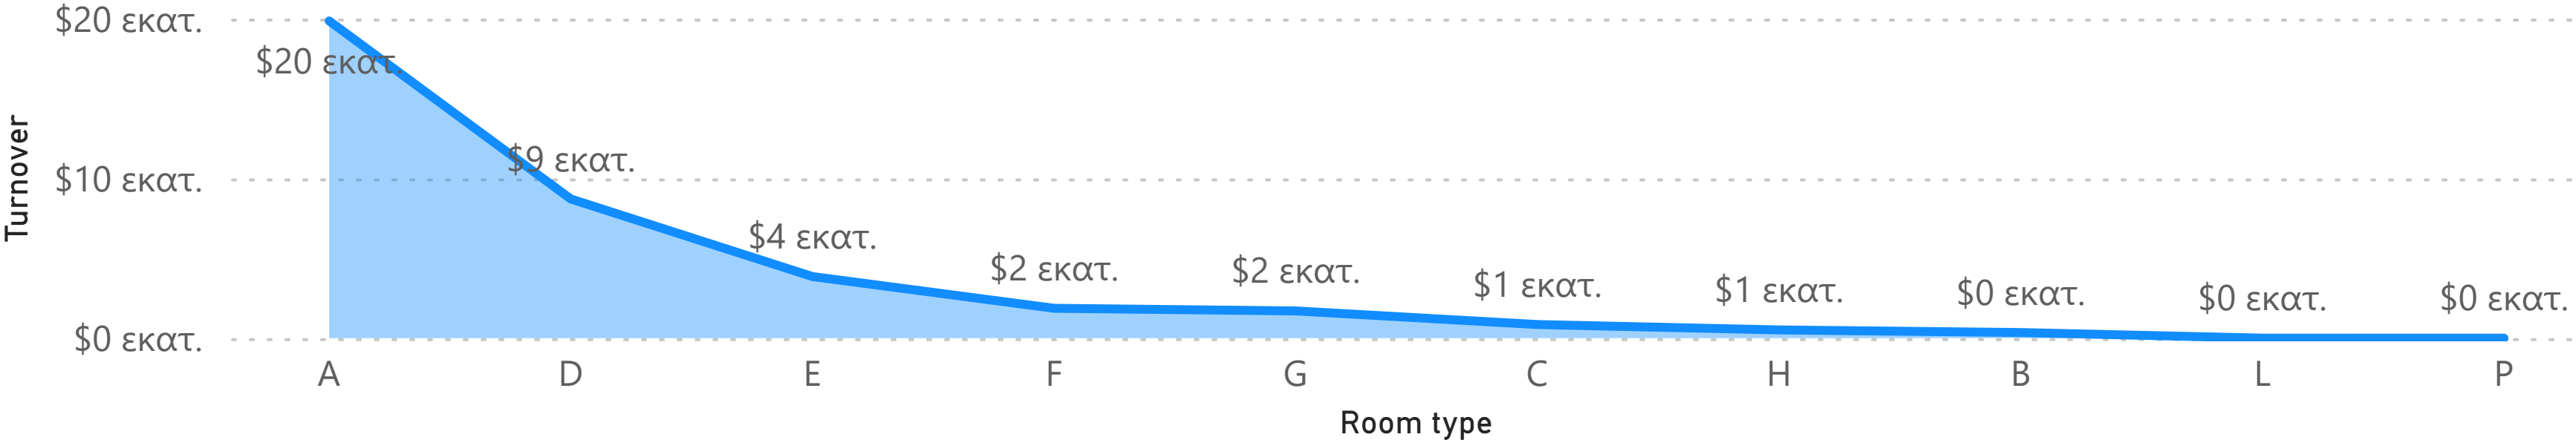 $20 εκατ.
$20 εκατ.
$9 εκατ.
$10 εκατ.
$4 εκατ.
$2 εκατ.
$2 εκατ.
$1 εκατ.
$1 εκατ.
$0 εκατ.
$0 εκατ.
$0 εκατ.
$0 εκατ.
Turnover
A D E F G C H B L P
Room type